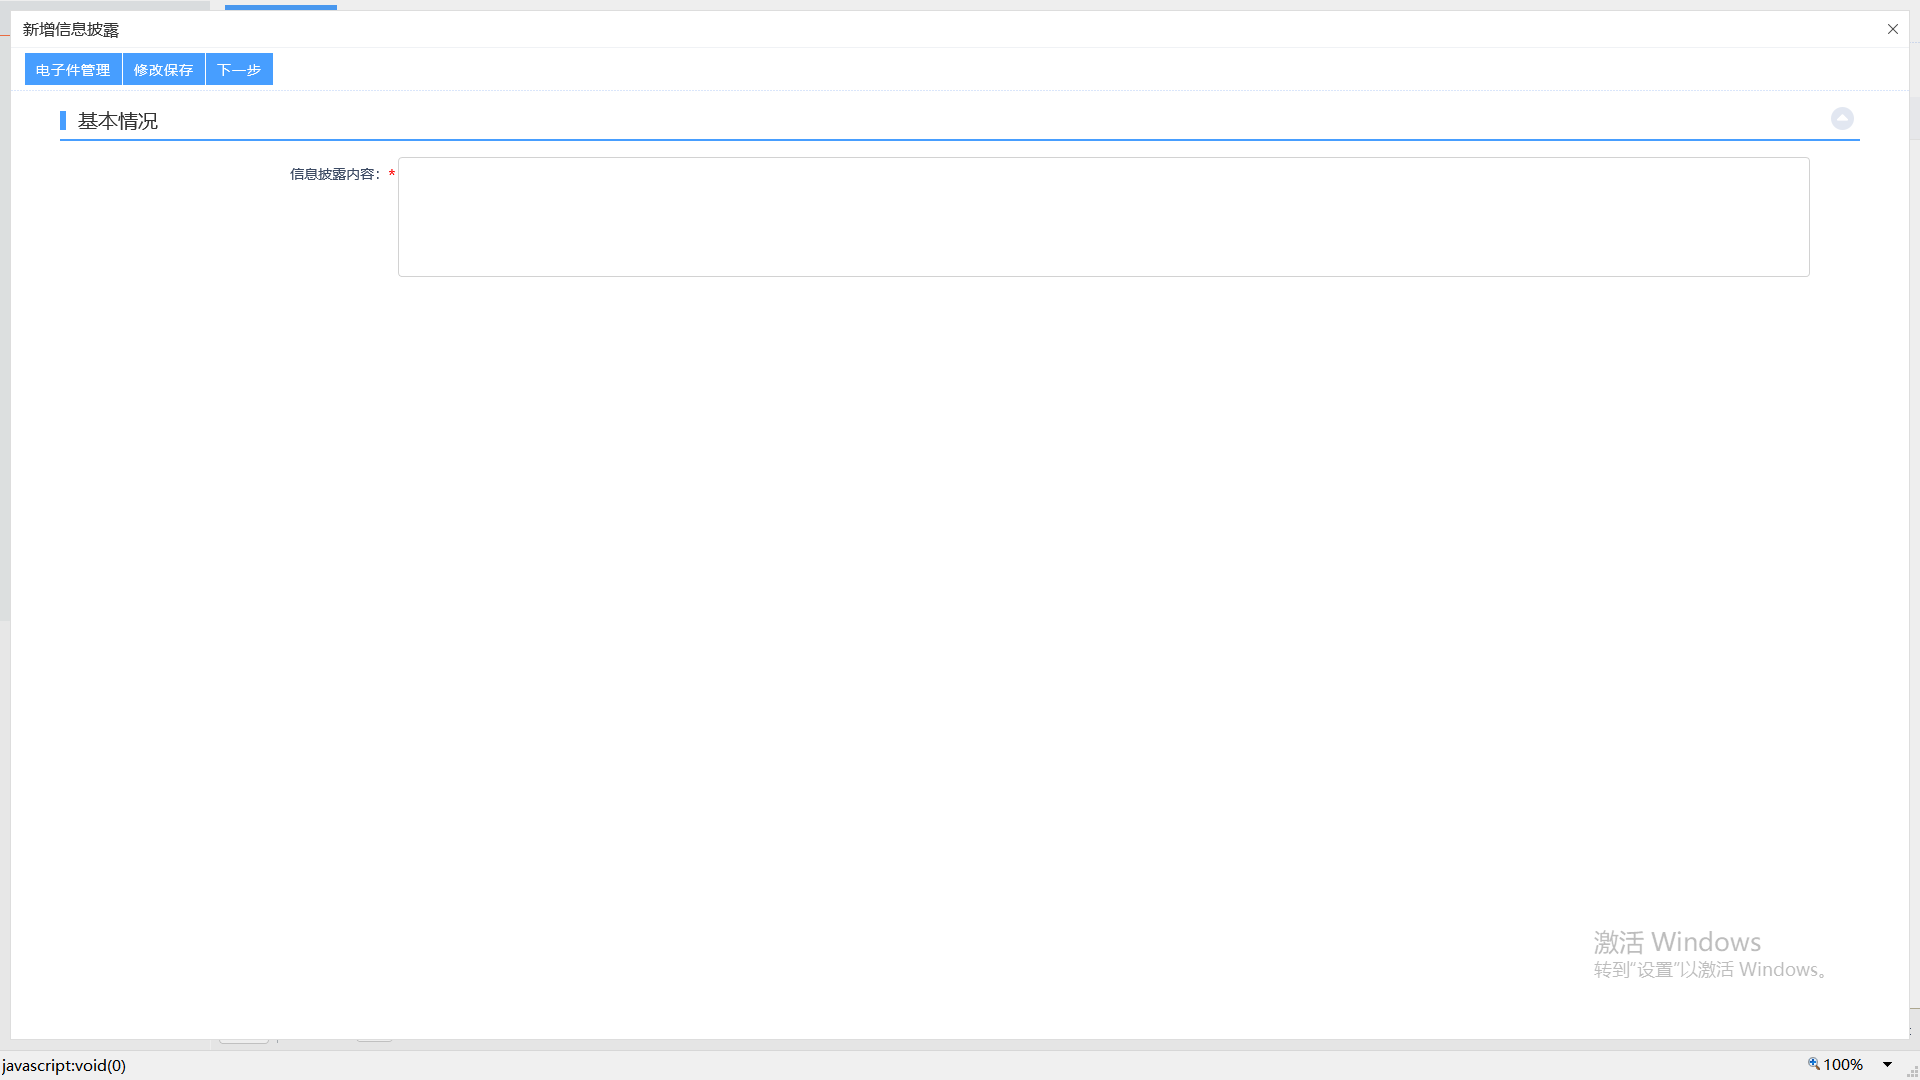 新增信息披露
电子件管理 修改保存 下一步
基本情况
信息披露内容：*
激活 Windows
转到“设置”以激活 Windows。
javascript:void(0)
100%